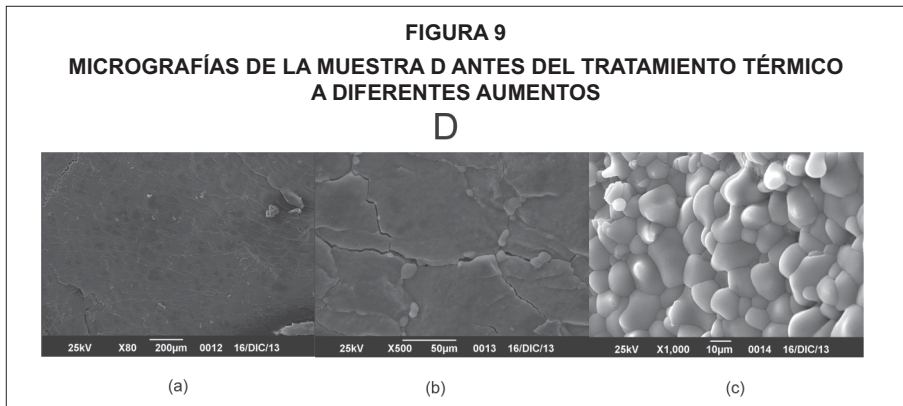 FIGURA 9
MICROGRAFÍAS DE LA MUESTRA D ANTES DEL TRATAMIENTO TÉRMICO
A DIFERENTES AUMENTOS
D
25kV X80 200µm 0012 16/DIC/13
25kV X500 50µm 0013 16/DIC/13
25kV X1,000 10µm 0014 16/DIC/13
(a)
(b)
(c)